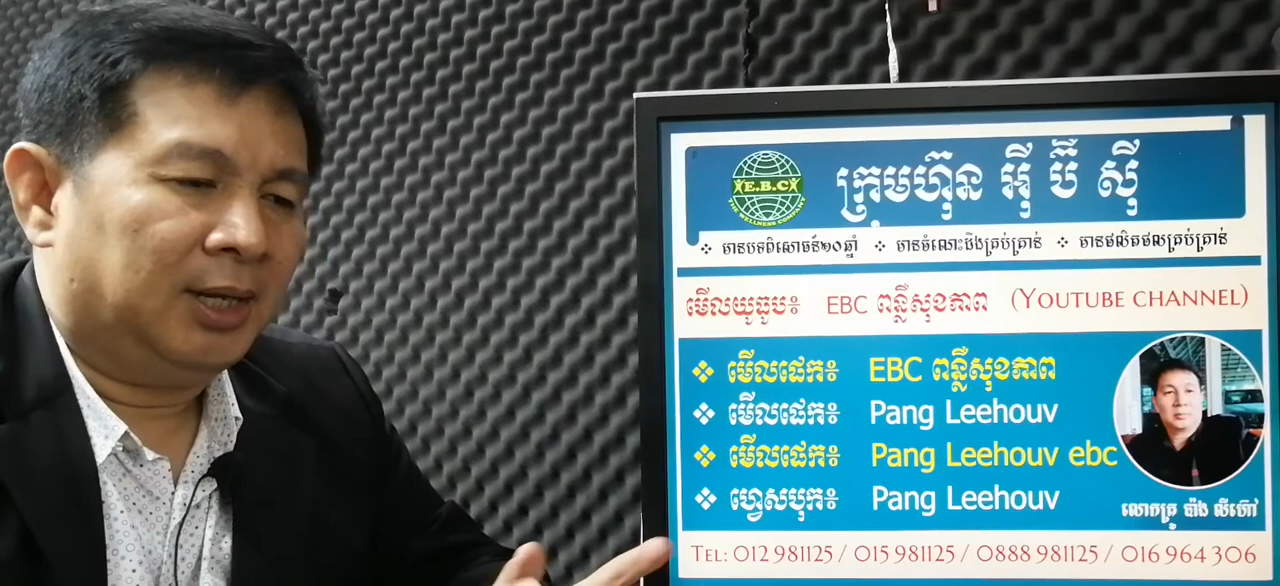 ក្រុមហ៊ុន អ៊ី ប៊ី ស៊ី
E.B.C
THE WELLNESS COMPANY
❖ មានបទពិសោធន៍២០ឆ្នាំ ❖ មានចំណេះដឹងគ្រប់គ្រាន់ ❖ មានផលិតផលគ្រប់គ្រាន់
មើលយូធូប៖ EBC ពន្លឺសុខភាព (YOUTUBE CHANNEL)
❖ មើលផេក៖ EBC ពន្លឺសុខភាព
❖ មើលផេក៖ Pang Leehouv
❖ មើលផេក៖ Pang Leehouv ebc
❖ ហ្វេសបុក៖ Pang Leehouv
លោកគ្រូ ប៉ាង លីហ៊ៅ
TEL: 012 981125 / 015 981125 / 0888 981125 / 016 964 306